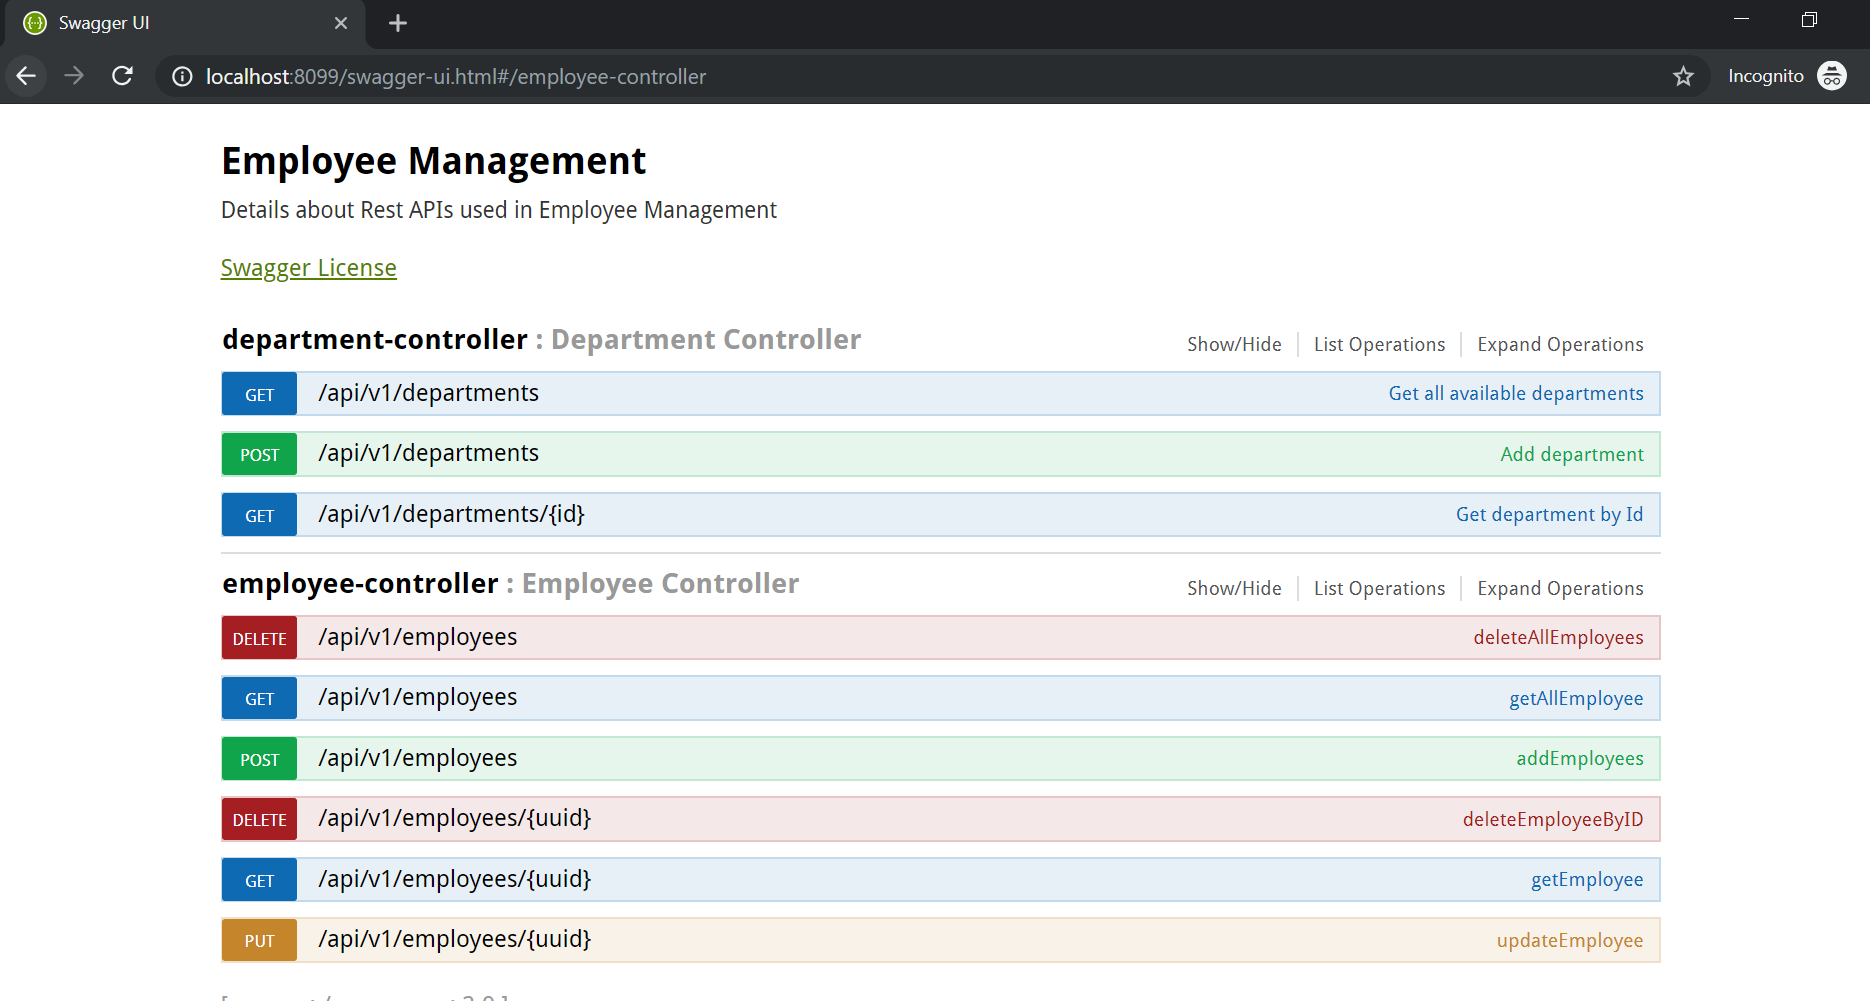 Swagger UI
localhost:8099/swagger-ui.html#/employee-controller
Incognito
Employee Management
Details about Rest APIs used in Employee Management
Swagger License
department-controller : Department Controller
Show/Hide List Operations Expand Operations
GET /api/v1/departments Get all available departments
POST /api/v1/departments Add department
GET /api/v1/departments/{id} Get department by Id
employee-controller : Employee Controller
Show/Hide List Operations Expand Operations
DELETE /api/v1/employees deleteAllEmployees
GET /api/v1/employees getAllEmployee
POST /api/v1/employees addEmployees
DELETE /api/v1/employees/{uuid} deleteEmployeeByID
GET /api/v1/employees/{uuid} getEmployee
PUT /api/v1/employees/{uuid} updateEmployee